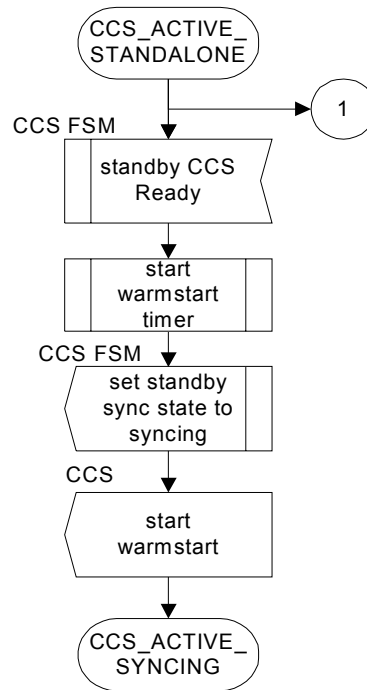 CCS_ACTIVE_
STANDALONE
1
CCS FSM
standby CCS
Ready
start
warmstart
timer
CCS FSM
set standby
sync state to
syncing
CCS
start
warmstart
CCS_ACTIVE_
SYNCING